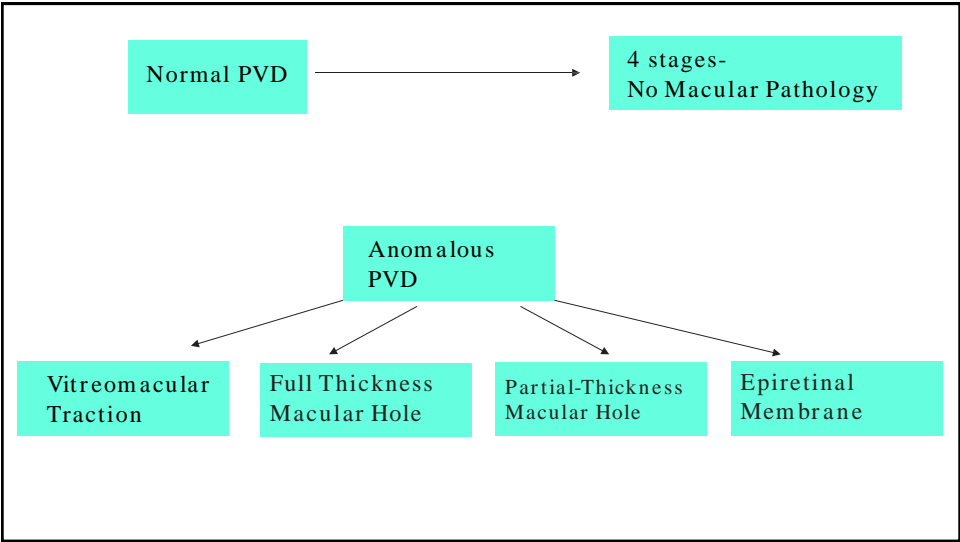 Normal PVD
4 stages-
No Macular Pathology
Anomalous
PVD
Vitreomacular
Traction
Full Thickness
Macular Hole
Partial-Thickness
Macular Hole
Epiretinal
Membrane